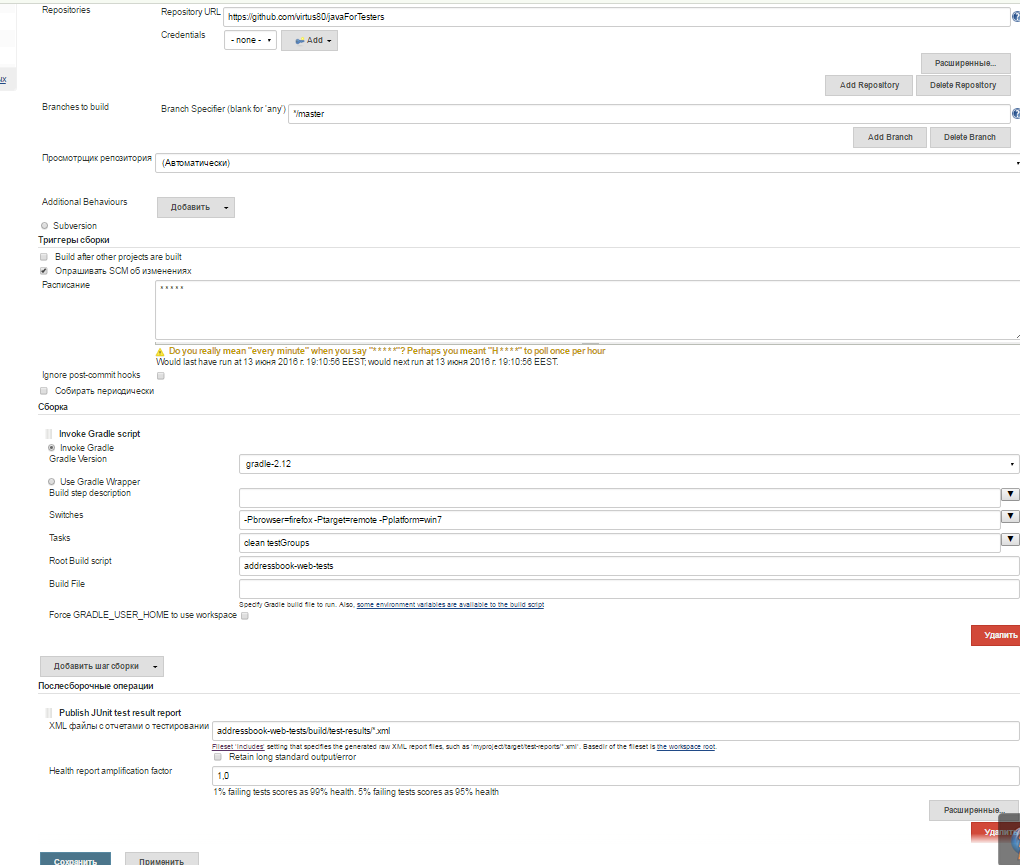 Repositories
Repository URL
https://github.com/virtus80/javaForTesters
Credentials
- none -
Add
Расширенные...
Add Repository
Delete Repository
ых
Branches to build
Branch Specifier (blank for 'any')
*/master
Add Branch
Delete Branch
Просмотрщик репозитория
(Автоматически)
Additional Behaviours
Добавить
Subversion
Триггеры сборки
Build after other projects are built
Опрашивать SCM об изменениях
Расписание
* * * * *
Do you really mean "every minute" when you say "* * * * *"? Perhaps you meant "H * * * *" to poll once per hour
Would last have run at 13 июня 2016 г. 19:10:56 EEST; would next run at 13 июня 2016 г. 19:10:56 EEST.
Ignore post-commit hooks
Собирать периодически
Сборка
Invoke Gradle script
Invoke Gradle
Gradle Version
gradle-2.12
Use Gradle Wrapper
Build step description
Switches
-Pbrowser=firefox -Ptarget=remote -Pplatform=win7
Tasks
clean testGroups
Root Build script
addressbook-web-tests
Build File
Specify Gradle build file to run. Also, some environment variables are available to the build script
Force GRADLE_USER_HOME to use workspace
Удалить
Добавить шаг сборки
Послесборочные операции
Publish JUnit test result report
XML файлы с отчетами о тестировании
addressbook-web-tests/build/test-results/*.xml
Fileset 'includes' setting that specifies the generated raw XML report files, such as 'myproject/target/test-reports/*.xml'. Basedir of the fileset is the workspace root.
Retain long standard output/error
Health report amplification factor
1,0
1% failing tests scores as 99% health. 5% failing tests scores as 95% health
Расширенные...
Удалить
Сохранить
Применить